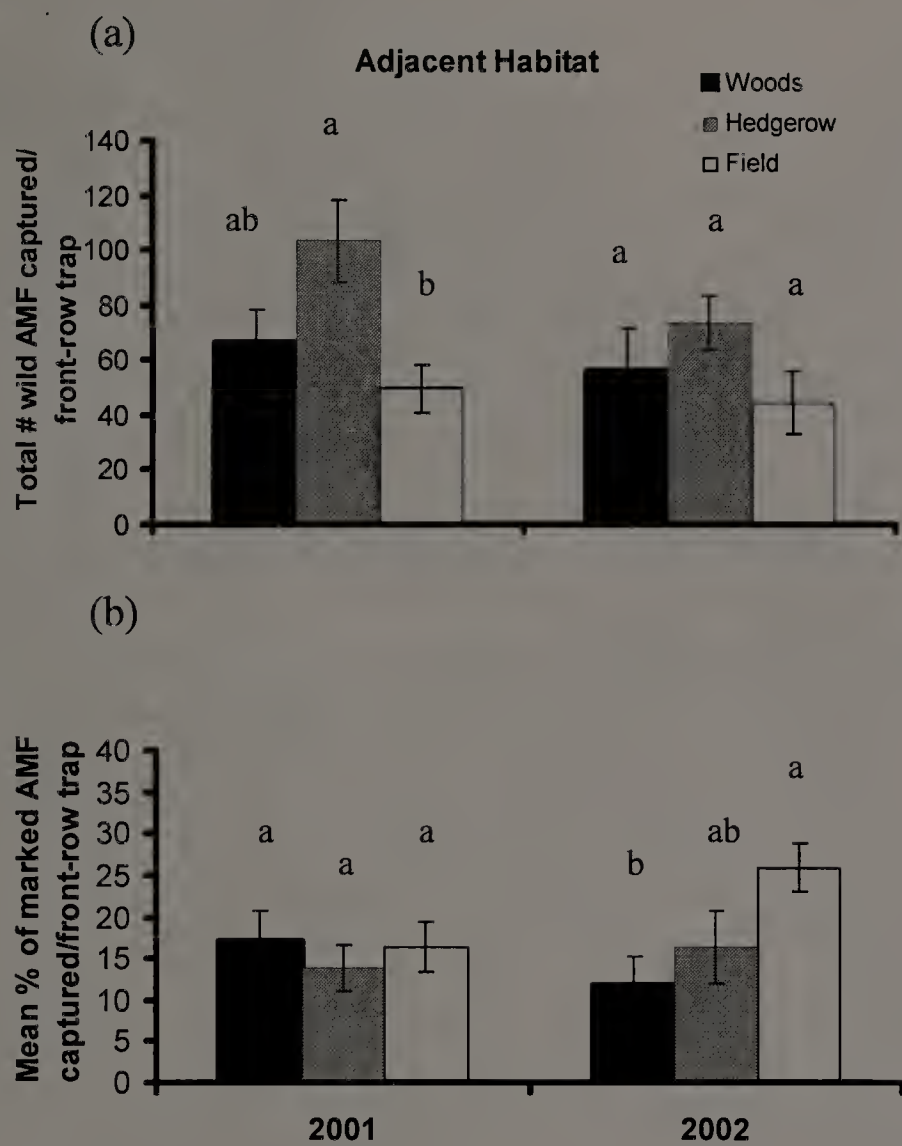 (a)
Adjacent Habitat
Woods
Hedgerow
Field
Total # wild AMF captured/
front-row trap
140
120
100
80
60
40
20
0
ab
a
b
a
a
a
(b)
Mean % of marked AMF
captured/front-row trap
40
35
30
25
20
15
10
5
0
a
a
a
b
ab
a
2001
2002